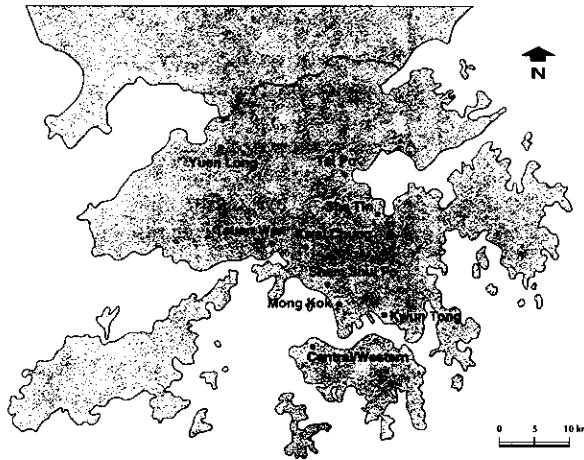 N
Yuen Long
Tai Po
Sha Tin
Tsuen Wan
Kwai Chung
Sham Shui Po
Mong Kok
Kwun Tong
Central/Western
0 5 10 km